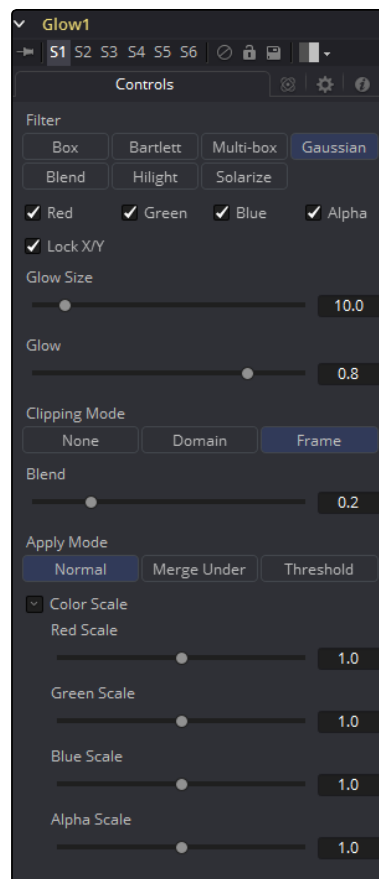 Glow1
S1 S2 S3 S4 S5 S6
Controls
Filter
Box Bartlett Multi-box Gaussian
Blend Hilight Solarize
Red Green Blue Alpha
Lock X/Y
Glow Size
10.0
Glow
0.8
Clipping Mode
None Domain Frame
Blend
0.2
Apply Mode
Normal Merge Under Threshold
Color Scale
Red Scale
1.0
Green Scale
1.0
Blue Scale
1.0
Alpha Scale
1.0